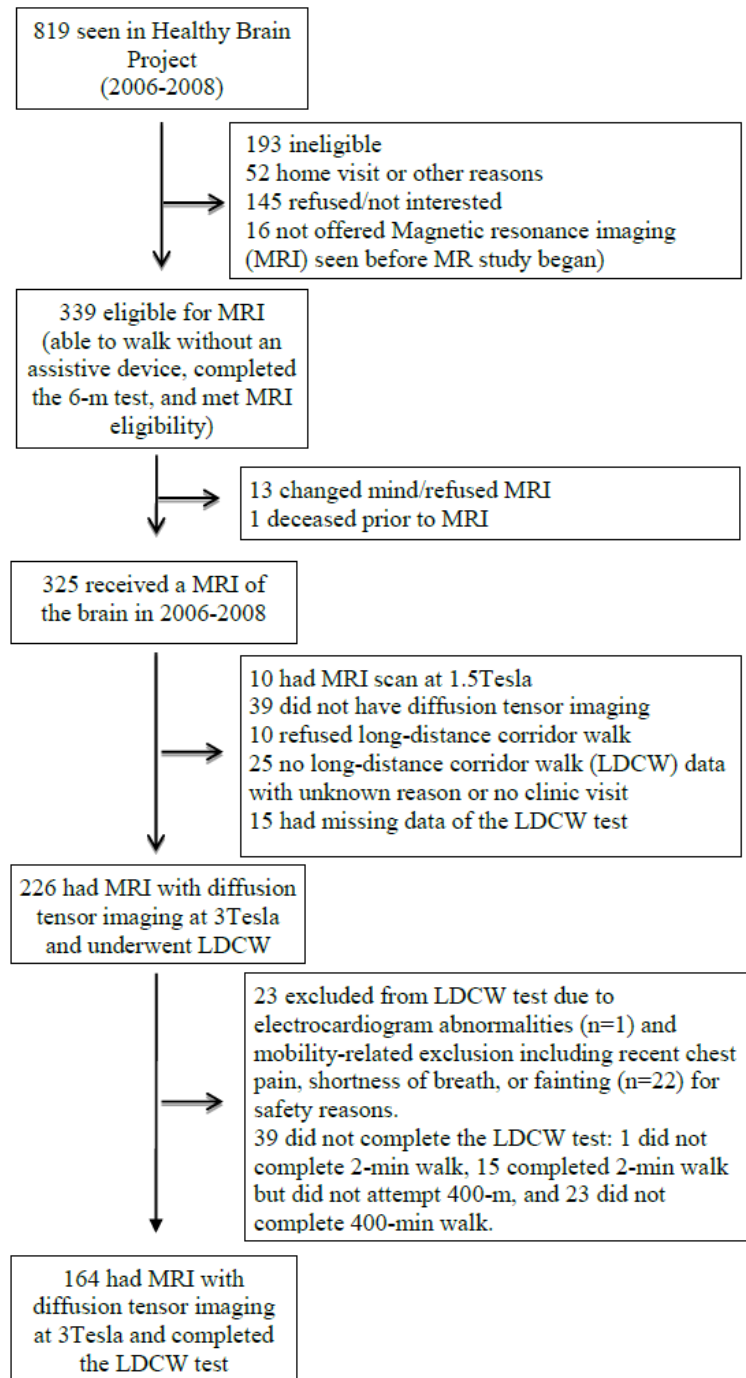 819 seen in Healthy Brain
Project
(2006-2008)
193 ineligible
52 home visit or other reasons
145 refused/not interested
16 not offered Magnetic resonance imaging
(MRI) seen before MR study began)
339 eligible for MRI
(able to walk without an
assistive device, completed
the 6-m test, and met MRI
eligibility)
13 changed mind/refused MRI
1 deceased prior to MRI
325 received a MRI of
the brain in 2006-2008
10 had MRI scan at 1.5Tesla
39 did not have diffusion tensor imaging
10 refused long-distance corridor walk
25 no long-distance corridor walk (LDCW) data
with unknown reason or no clinic visit
15 had missing data of the LDCW test
226 had MRI with diffusion
tensor imaging at 3Tesla
and underwent LDCW
23 excluded from LDCW test due to
electrocardiogram abnormalities (n=1) and
mobility-related exclusion including recent chest
pain, shortness of breath, or fainting (n=22) for
safety reasons.
39 did not complete the LDCW test: 1 did not
complete 2-min walk, 15 completed 2-min walk
but did not attempt 400-m, and 23 did not
complete 400-min walk.
164 had MRI with
diffusion tensor imaging
at 3Tesla and completed
the LDCW test